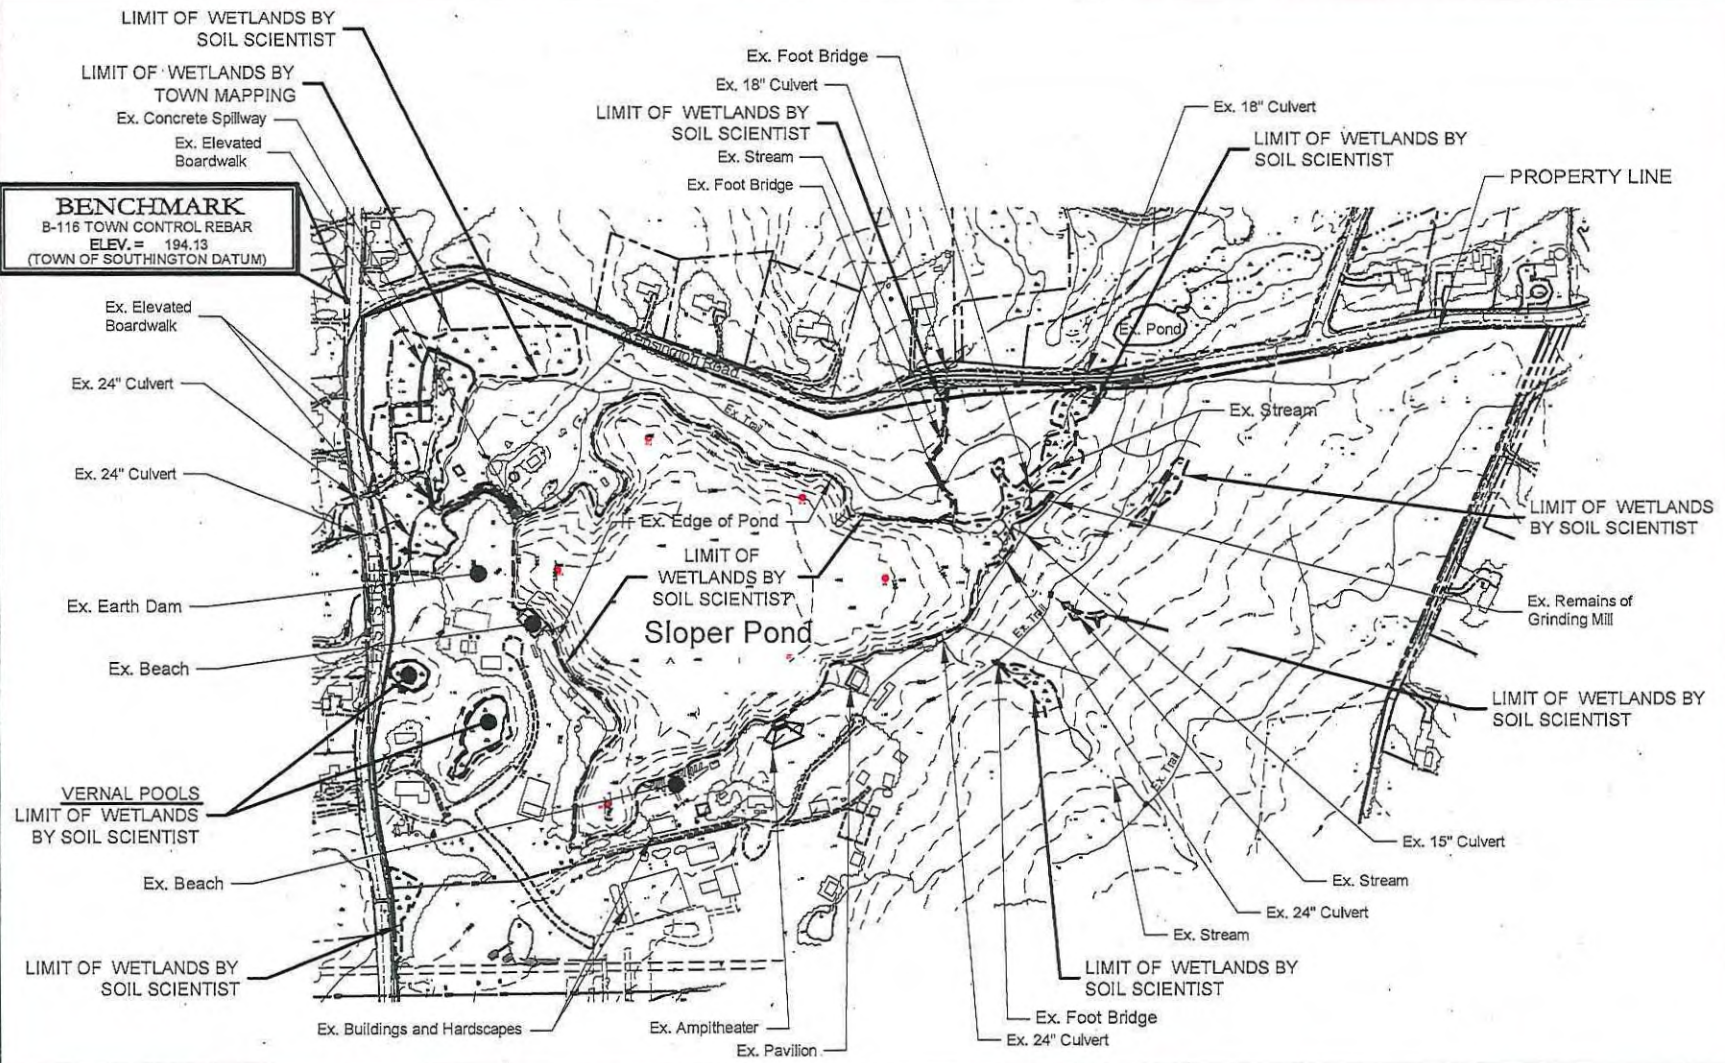 LIMIT OF WETLANDS BY
SOIL SCIENTIST
LIMIT OF WETLANDS BY
TOWN MAPPING
Ex. Concrete Spillway
Ex. Elevated
Boardwalk
BENCHMARK
B-116 TOWN CONTROL REBAR
ELEV. = 194.13
(TOWN OF SOUTHINGTON DATUM)
Ex. Elevated
Boardwalk
Ex. 24" Culvert
Ex. 24" Culvert
Ex. Earth Dam
Ex. Beach
VERNAL POOLS
LIMIT OF WETLANDS
BY SOIL SCIENTIST
Ex. Beach
LIMIT OF WETLANDS BY
SOIL SCIENTIST
Ex. Buildings and Hardscapes
Ex. Foot Bridge
Ex. 18" Culvert
LIMIT OF WETLANDS BY
SOIL SCIENTIST
Ex. Stream
Ex. Foot Bridge
Ex. 18" Culvert
LIMIT OF WETLANDS BY
SOIL SCIENTIST
PROPERTY LINE
Ex. Pond
Kensington Road
Ex. Trail
Ex. Stream
Ex. Edge of Pond
LIMIT OF
WETLANDS BY
SOIL SCIENTIST
Sloper Pond
LIMIT OF WETLANDS
BY SOIL SCIENTIST
Ex. Remains of
Grinding Mill
Ex. Trail
LIMIT OF WETLANDS BY
SOIL SCIENTIST
Ex. Trail
Ex. 15" Culvert
Ex. Stream
Ex. 24" Culvert
Ex. Stream
LIMIT OF WETLANDS BY
SOIL SCIENTIST
Ex. Foot Bridge
Ex. 24" Culvert
Ex. Ampitheater
Ex. Pavilion